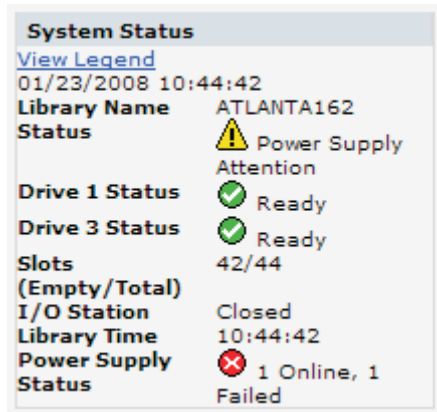 System Status
View Legend
01/23/2008 10:44:42
Library Name ATLANTA162
Status Power Supply
Attention
Drive 1 Status Ready
Drive 3 Status Ready
Slots 42/44
(Empty/Total)
I/O Station Closed
Library Time 10:44:42
Power Supply 1 Online, 1
Status Failed